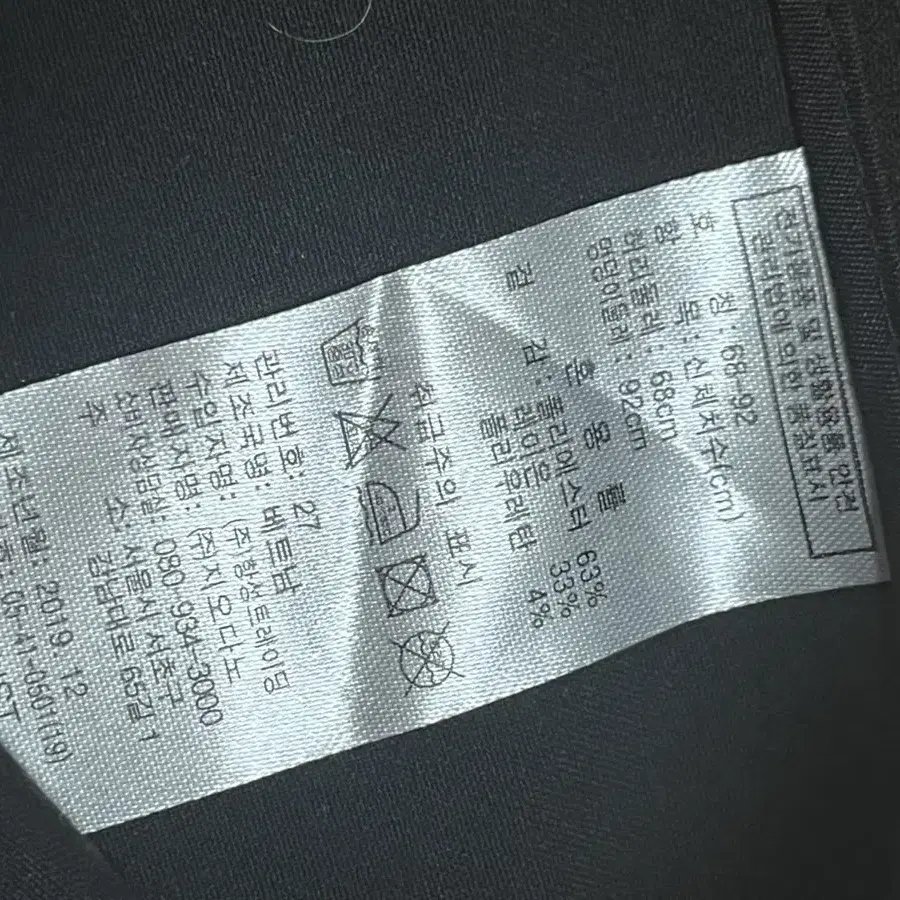 전기용품 및 생활용품 안전
관리법에 의한 품질표시
호 칭: 68-92
항 목: 신체치수(cm)
허리둘레: 68cm
엉덩이둘레: 92cm
혼 용 률
겉 감: 폴리에스터 63%
레이온 33%
폴리우레탄 4%
취급주의 표시
관리번호: 27
제조국명: 베트남
수입자명: (주)항성트레이딩
판매자명: (주)지오다노
소비자상담실: 080-934-3000
주 소: 서울시 서초구
강남대로 65길 1
제조년월: 2019. 12
05-41-060I(19)